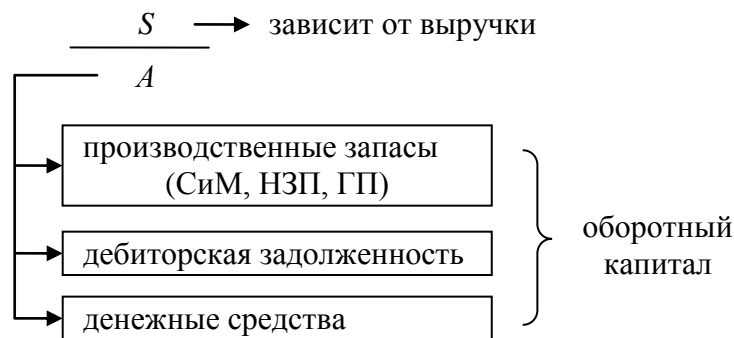 S зависит от выручки
A
производственные запасы
(СиМ, НЗП, ГП)
дебиторская задолженность
денежные средства
оборотный
капитал